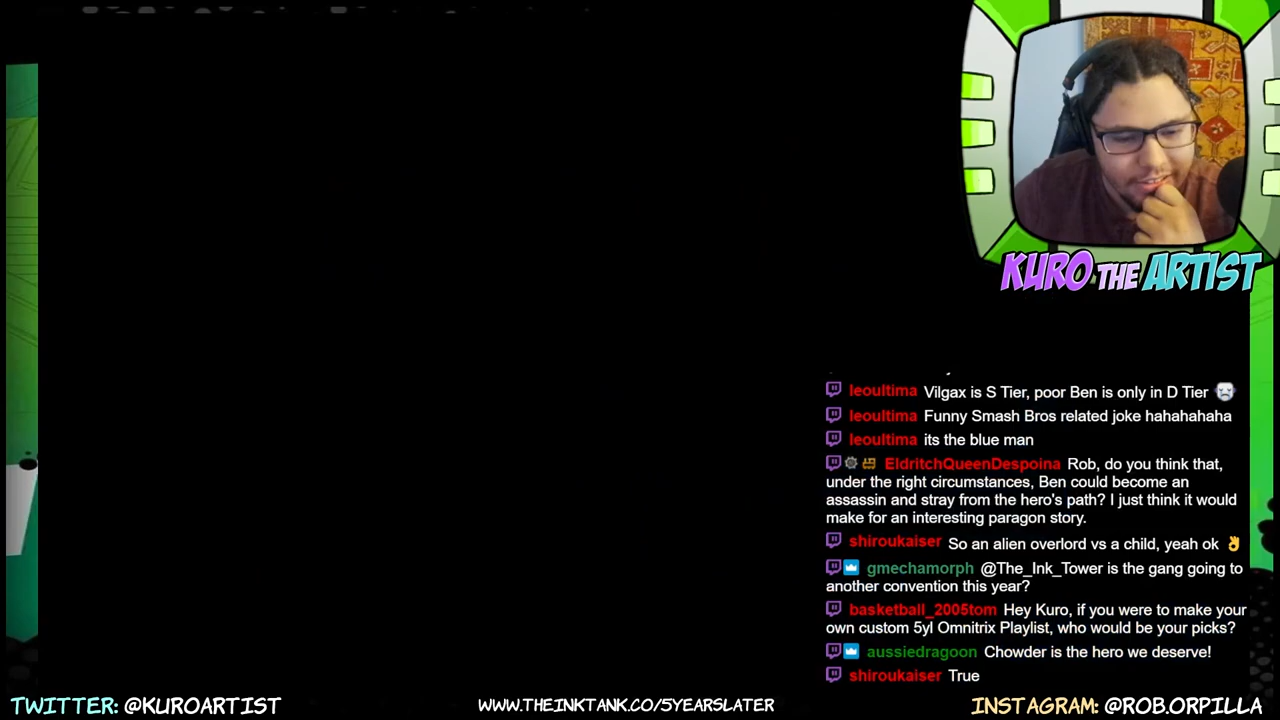 KURO THE ARTIST
leoultima Vilgax is S Tier, poor Ben is only in D Tier
leoultima Funny Smash Bros related joke hahahahaha
leoultima its the blue man
EldritchQueenDespoina Rob, do you think that,
under the right circumstances, Ben could become an
assassin and stray from the hero's path? I just think it would
make for an interesting paragon story.
shiroukaiser So an alien overlord vs a child, yeah ok 👌
gmechamorph @The_Ink_Tower is the gang going to
another convention this year?
basketball_2005tom Hey Kuro, if you were to make your
own custom 5yl Omnitrix Playlist, who would be your picks?
aussiedragoon Chowder is the hero we deserve!
shiroukaiser True
TWITTER: @KUROARTIST
WWW.THEINKTANK.CO/5YEARSLATER
INSTAGRAM: @ROB.ORPILLA